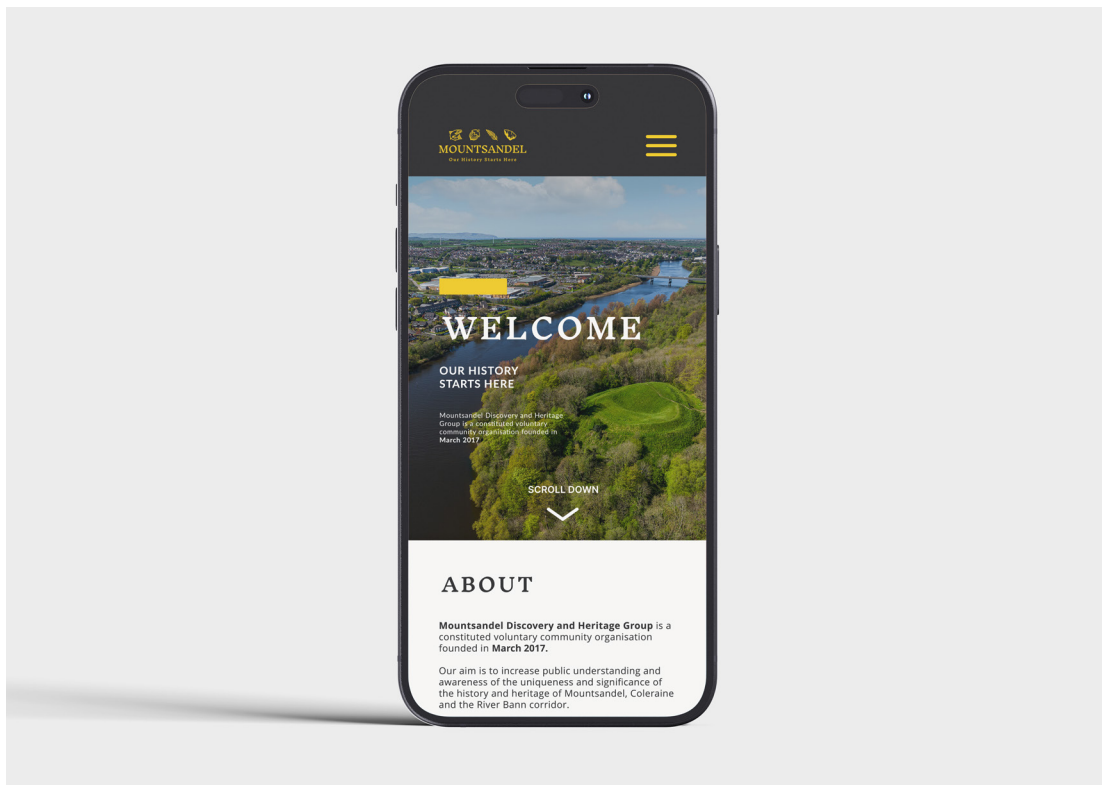 MOUNTSANDEL
Our History Starts Here
WELCOME
OUR HISTORY
STARTS HERE
Mountsandel Discovery and Heritage
Group is a constituted voluntary
community organisation founded in
March 2017
SCROLL DOWN
ABOUT
Mountsandel Discovery and Heritage Group is a
constituted voluntary community organisation
founded in March 2017.
Our aim is to increase public understanding and
awareness of the uniqueness and significance of
the history and heritage of Mountsandel, Coleraine
and the River Bann corridor.